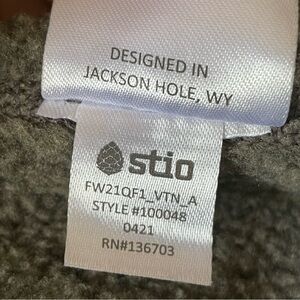 DESIGNED IN
JACKSON HOLE, WY
stio
FW21QF1_VTN_A
STYLE #100048
0421
RN#136703